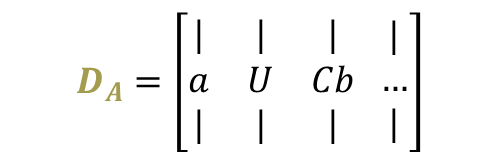 D_A = [ | | | |
a U Cb ...
| | | | ]